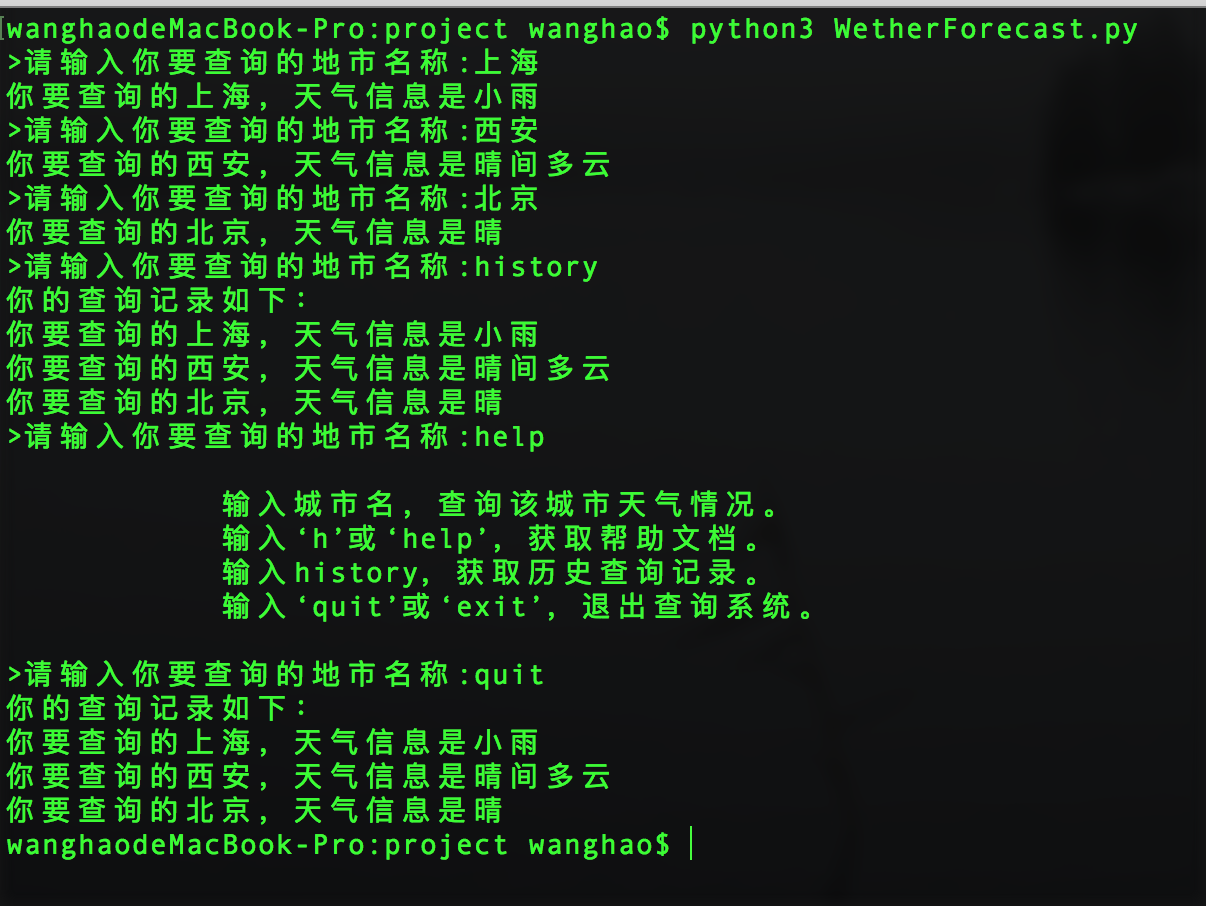 wanghaodeMacBook-Pro:project wanghao$ python3 WetherForecast.py
>请输入你要查询的地市名称:上海
你要查询的上海，天气信息是小雨
>请输入你要查询的地市名称:西安
你要查询的西安，天气信息是晴间多云
>请输入你要查询的地市名称:北京
你要查询的北京，天气信息是晴
>请输入你要查询的地市名称:history
你的查询记录如下：
你要查询的上海，天气信息是小雨
你要查询的西安，天气信息是晴间多云
你要查询的北京，天气信息是晴
>请输入你要查询的地市名称:help
输入城市名，查询该城市天气情况。
输入‘h’或‘help’，获取帮助文档。
输入history，获取历史查询记录。
输入‘quit’或‘exit’，退出查询系统。
>请输入你要查询的地市名称:quit
你的查询记录如下：
你要查询的上海，天气信息是小雨
你要查询的西安，天气信息是晴间多云
你要查询的北京，天气信息是晴
wanghaodeMacBook-Pro:project wanghao$